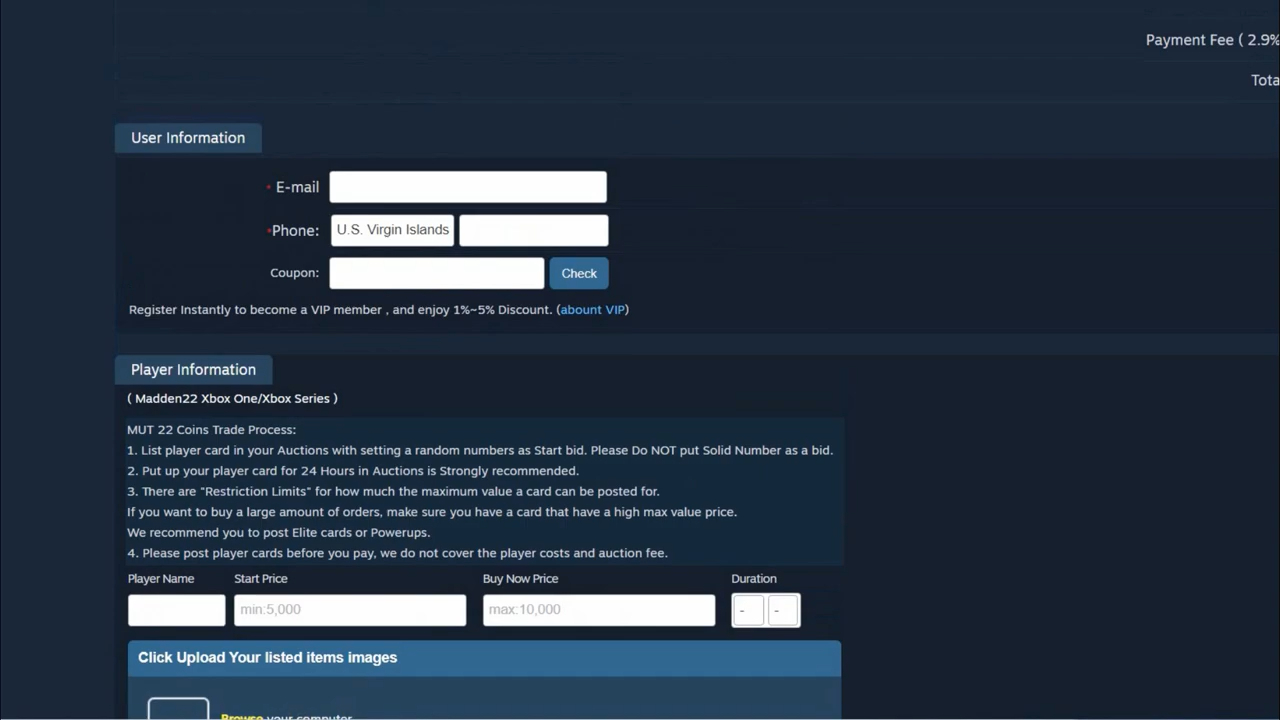 Payment Fee ( 2.9%
Tota
User Information
* E-mail
*Phone: U.S. Virgin Islands
Coupon: Check
Register Instantly to become a VIP member , and enjoy 1%~5% Discount. (abount VIP)
Player Information
( Madden22 Xbox One/Xbox Series )
MUT 22 Coins Trade Process:
1. List player card in your Auctions with setting a random numbers as Start bid. Please Do NOT put Solid Number as a bid.
2. Put up your player card for 24 Hours in Auctions is Strongly recommended.
3. There are "Restriction Limits" for how much the maximum value a card can be posted for.
If you want to buy a large amount of orders, make sure you have a card that have a high max value price.
We recommend you to post Elite cards or Powerups.
4. Please post player cards before you pay, we do not cover the player costs and auction fee.
Player Name Start Price Buy Now Price Duration
min:5,000 max:10,000 - -
Click Upload Your listed items images
Browse your computer